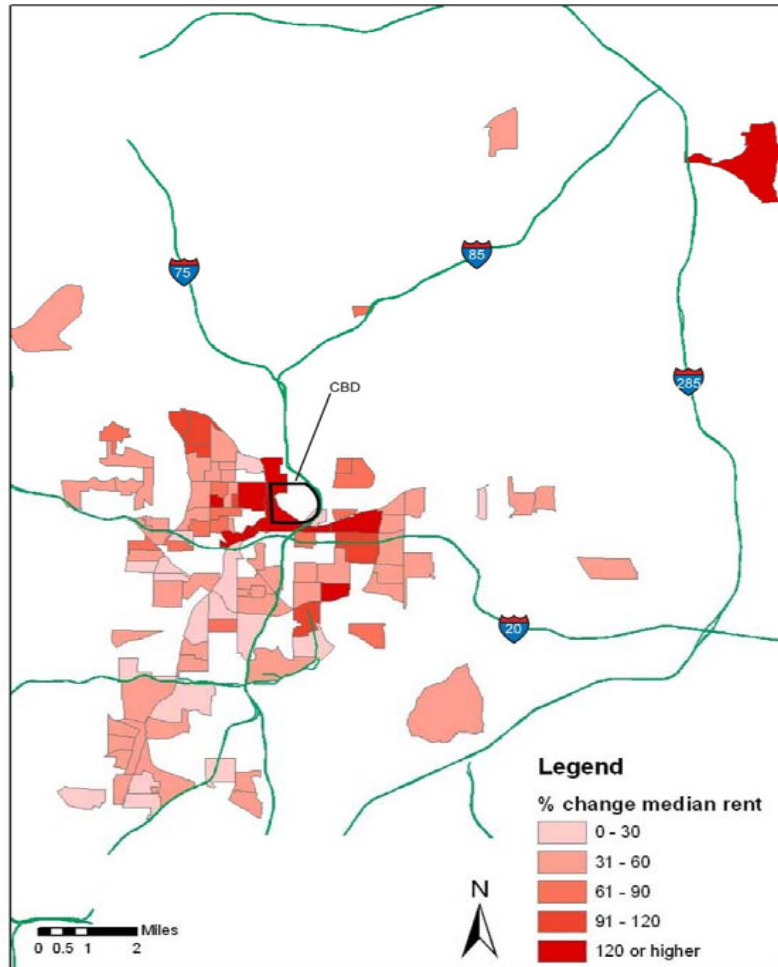 75
85
CBD
285
20
Legend
% change median rent
0 - 30
31 - 60
61 - 90
91 - 120
120 or higher
N
Miles
0 0.5 1 2